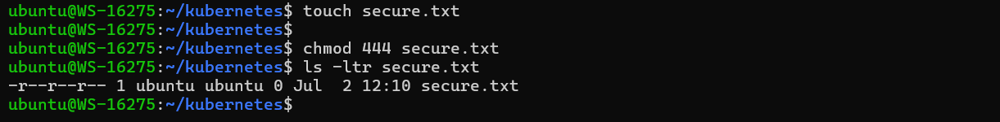 ubuntu@WS-16275:~/kubernetes$ touch secure.txt
ubuntu@WS-16275:~/kubernetes$
ubuntu@WS-16275:~/kubernetes$ chmod 444 secure.txt
ubuntu@WS-16275:~/kubernetes$ ls -ltr secure.txt
-r--r--r-- 1 ubuntu ubuntu 0 Jul  2 12:10 secure.txt
ubuntu@WS-16275:~/kubernetes$